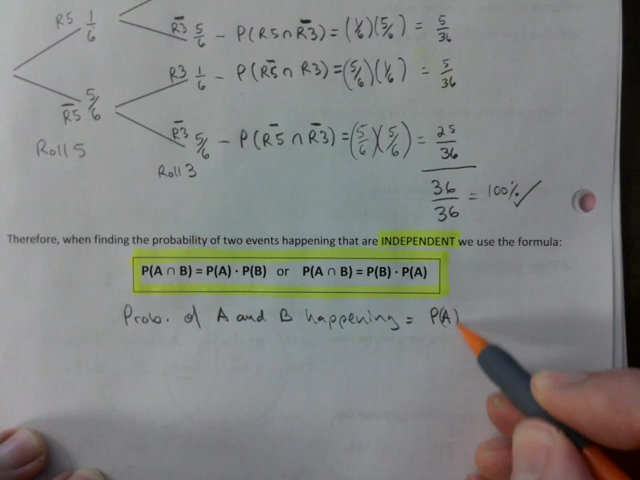 R5 1/6
R̅3̅ 5/6 – P(R5 ∩ R̅3̅) = (1/6)(5/6) = 5/36
R3 1/6 – P(R̅5̅ ∩ R3) = (5/6)(1/6) = 5/36
R̅5̅ 5/6
R̅3̅ 5/6 – P(R̅5̅ ∩ R̅3̅) = (5/6)(5/6) = 25/36
Roll 5
Roll 3
36/36 = 100% ✓
Therefore, when finding the probability of two events happening that are INDEPENDENT we use the formula:
P(A ∩ B) = P(A) · P(B) or P(A ∩ B) = P(B) · P(A)
Prob. of A and B happening = P(A)